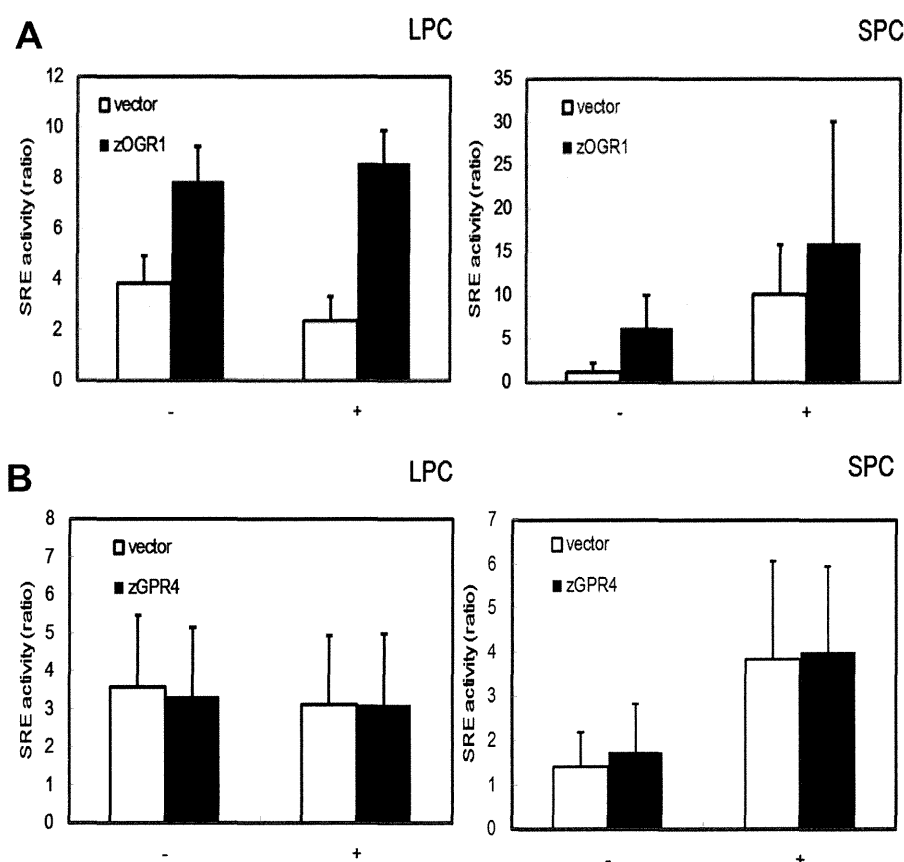 A
LPC
SRE activity (ratio)
12
10
8
6
4
2
0
vector
zOGR1
-
+
SPC
SRE activity (ratio)
35
30
25
20
15
10
5
0
vector
zOGR1
-
+
B
LPC
SRE activity (ratio)
8
7
6
5
4
3
2
1
0
vector
zGPR4
-
+
SPC
SRE activity (ratio)
7
6
5
4
3
2
1
0
vector
zGPR4
-
+